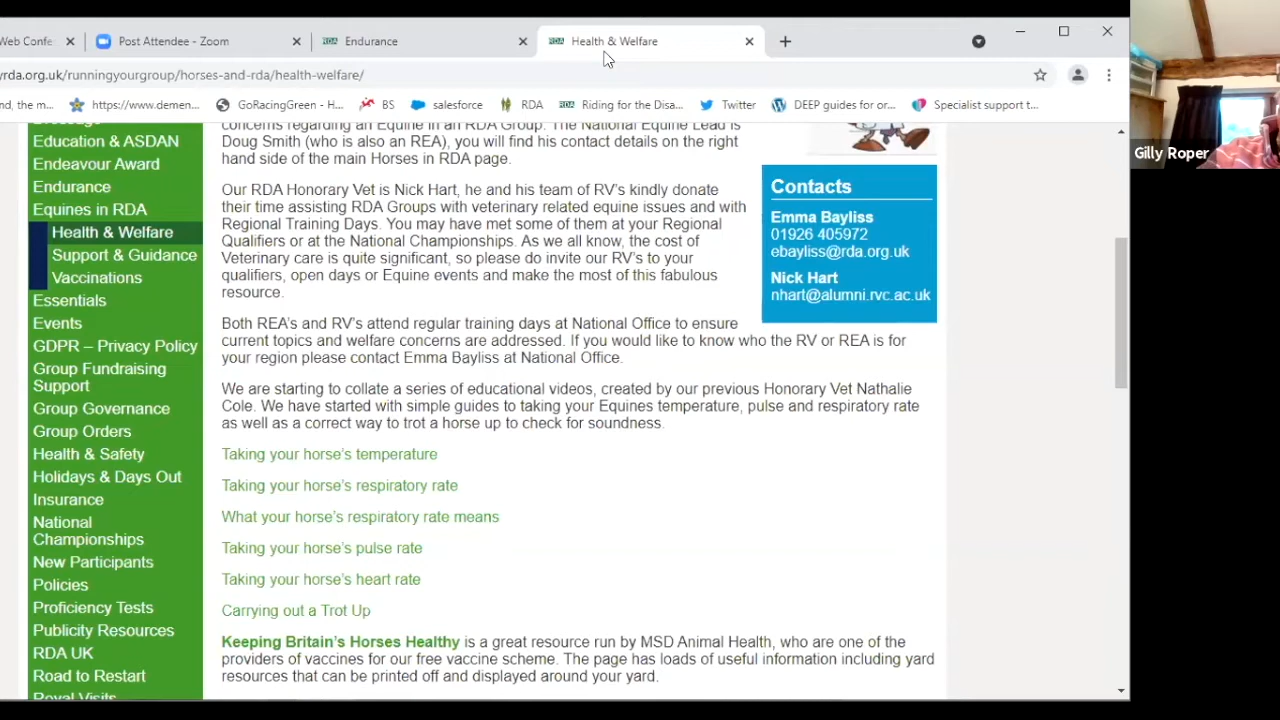 Web Confe
Post Attendee - Zoom
Endurance
Health & Welfare
yrda.org.uk/runningyourgroup/horses-and-rda/health-welfare/
nd, the m...
https://www.demen...
GoRacingGreen - H...
BS
salesforce
RDA
Riding for the Disa...
Twitter
DEEP guides for or...
Specialist support t...
Education & ASDAN
Endeavour Award
Endurance
Equines in RDA
Health & Welfare
Support & Guidance
Vaccinations
Essentials
Events
GDPR – Privacy Policy
Group Fundraising
Support
Group Governance
Group Orders
Health & Safety
Holidays & Days Out
Insurance
National
Championships
New Participants
Policies
Proficiency Tests
Publicity Resources
RDA UK
Road to Restart
Royal Visits
concerns regarding an Equine in an RDA Group. The National Equine Lead is
Doug Smith (who is also an REA), you will find his contact details on the right
hand side of the main Horses in RDA page.
Our RDA Honorary Vet is Nick Hart, he and his team of RV's kindly donate
their time assisting RDA Groups with veterinary related equine issues and with
Regional Training Days. You may have met some of them at your Regional
Qualifiers or at the National Championships. As we all know, the cost of
Veterinary care is quite significant, so please do invite our RV's to your
qualifiers, open days or Equine events and make the most of this fabulous
resource.
Both REA's and RV's attend regular training days at National Office to ensure
current topics and welfare concerns are addressed. If you would like to know who the RV or REA is for
your region please contact Emma Bayliss at National Office.
We are starting to collate a series of educational videos, created by our previous Honorary Vet Nathalie
Cole. We have started with simple guides to taking your Equines temperature, pulse and respiratory rate
as well as a correct way to trot a horse up to check for soundness.
Taking your horse's temperature
Taking your horse's respiratory rate
What your horse's respiratory rate means
Taking your horse's pulse rate
Taking your horse's heart rate
Carrying out a Trot Up
Keeping Britain's Horses Healthy is a great resource run by MSD Animal Health, who are one of the
providers of vaccines for our free vaccine scheme. The page has loads of useful information including yard
resources that can be printed off and displayed around your yard.
Contacts
Emma Bayliss
01926 405972
ebayliss@rda.org.uk
Nick Hart
nhart@alumni.rvc.ac.uk
Gilly Roper